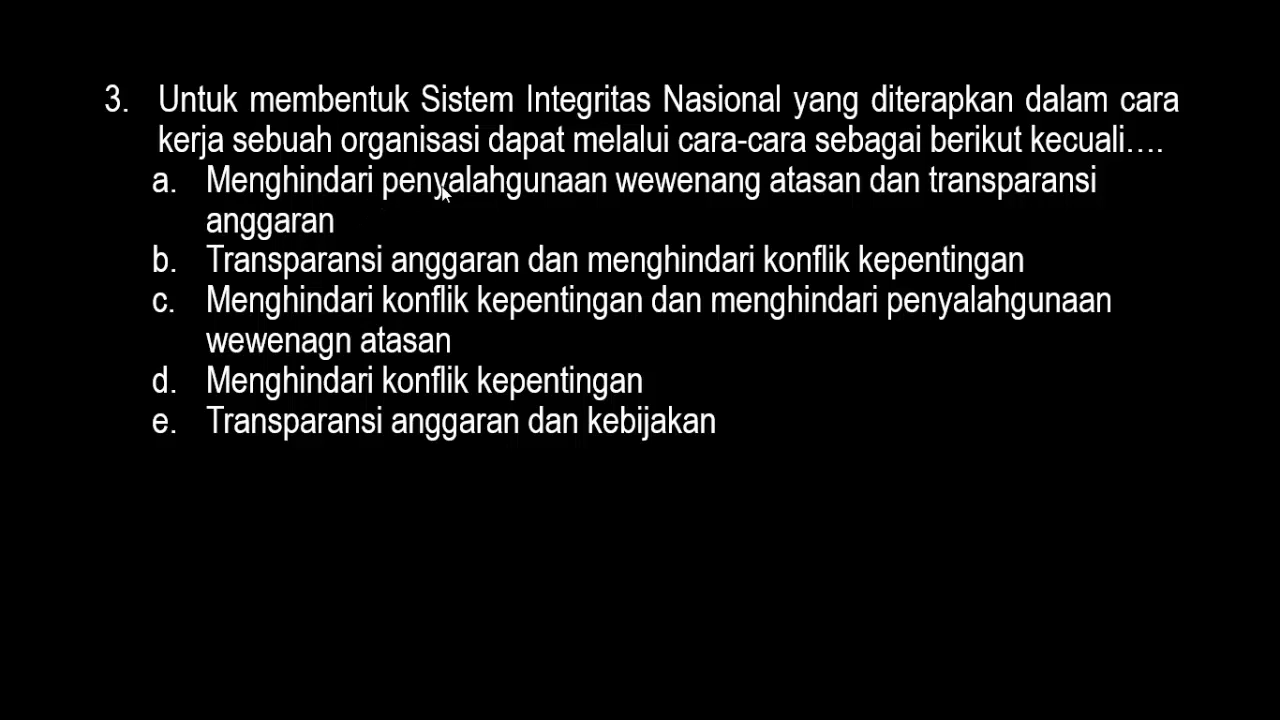 3. Untuk membentuk Sistem Integritas Nasional yang diterapkan dalam cara
kerja sebuah organisasi dapat melalui cara-cara sebagai berikut kecuali….
a. Menghindari penyalahgunaan wewenang atasan dan transparansi
anggaran
b. Transparansi anggaran dan menghindari konflik kepentingan
c. Menghindari konflik kepentingan dan menghindari penyalahgunaan
wewenagn atasan
d. Menghindari konflik kepentingan
e. Transparansi anggaran dan kebijakan